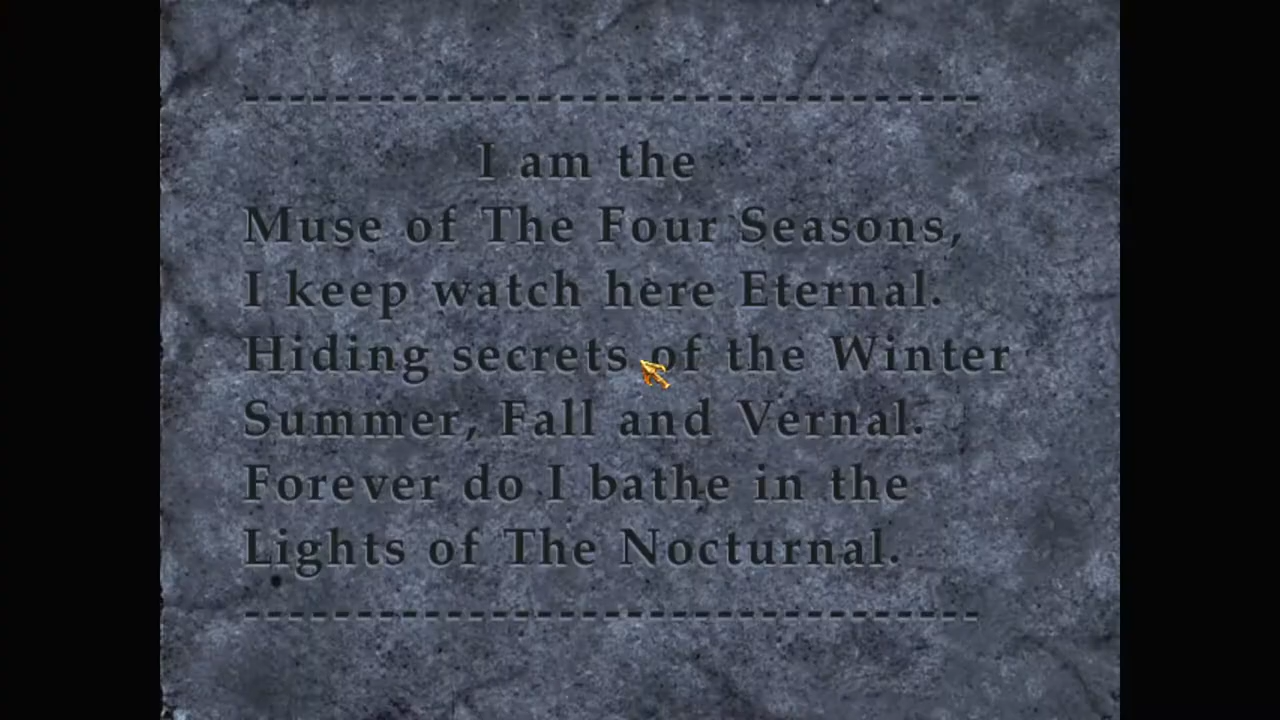 ---------------------------------
I am the
Muse of The Four Seasons,
I keep watch here Eternal.
Hiding secrets of the Winter
Summer, Fall and Vernal.
Forever do I bathe in the
Lights of The Nocturnal.
---------------------------------